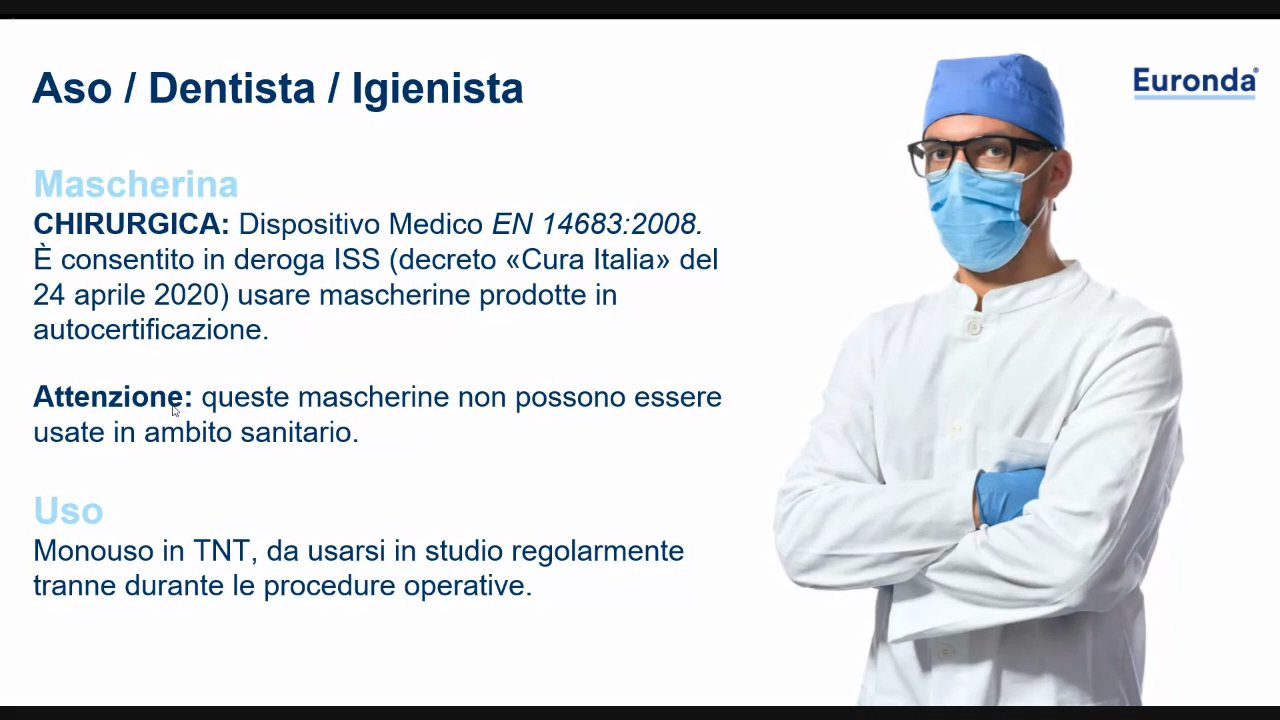 Aso / Dentista / Igienista
Euronda®
Mascherina
CHIRURGICA: Dispositivo Medico EN 14683:2008.
È consentito in deroga ISS (decreto «Cura Italia» del
24 aprile 2020) usare mascherine prodotte in
autocertificazione.
Attenzione: queste mascherine non possono essere
usate in ambito sanitario.
Uso
Monouso in TNT, da usarsi in studio regolarmente
tranne durante le procedure operative.